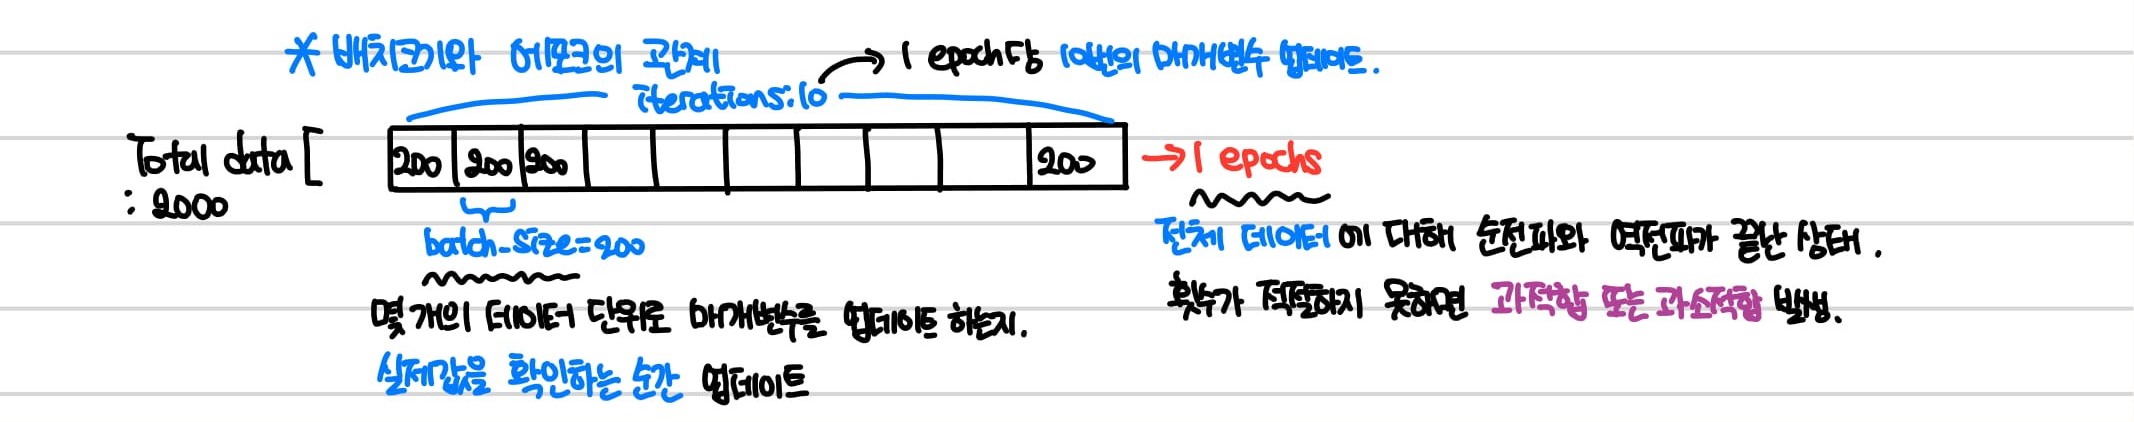 * 배치크기와 에포크의 관계
→ 1 epoch당 10번의 매개변수 업데이트.
iterations:10
Total data [
: 2000
200 200 200 200
→ 1 epochs
batch_size=200
몇 개의 데이터 단위로 매개변수를 업데이트 하는지.
실제값을 확인하는 순간 업데이트
전체 데이터에 대해 순전파와 역전파가 끝난 상태.
횟수가 적절하지 못하면 과적합 또는 과소적합 발생.